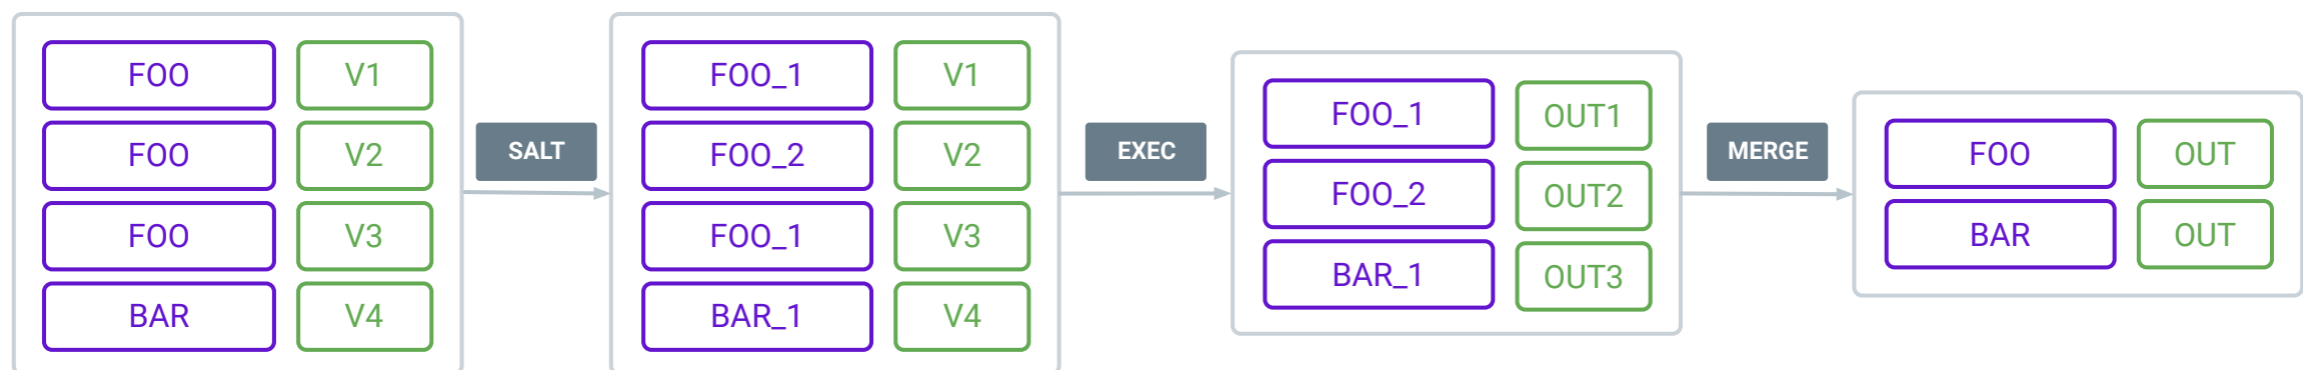 FOO V1
FOO V2
FOO V3
BAR V4
SALT
FOO_1 V1
FOO_2 V2
FOO_1 V3
BAR_1 V4
EXEC
FOO_1 OUT1
FOO_2 OUT2
BAR_1 OUT3
MERGE
FOO OUT
BAR OUT